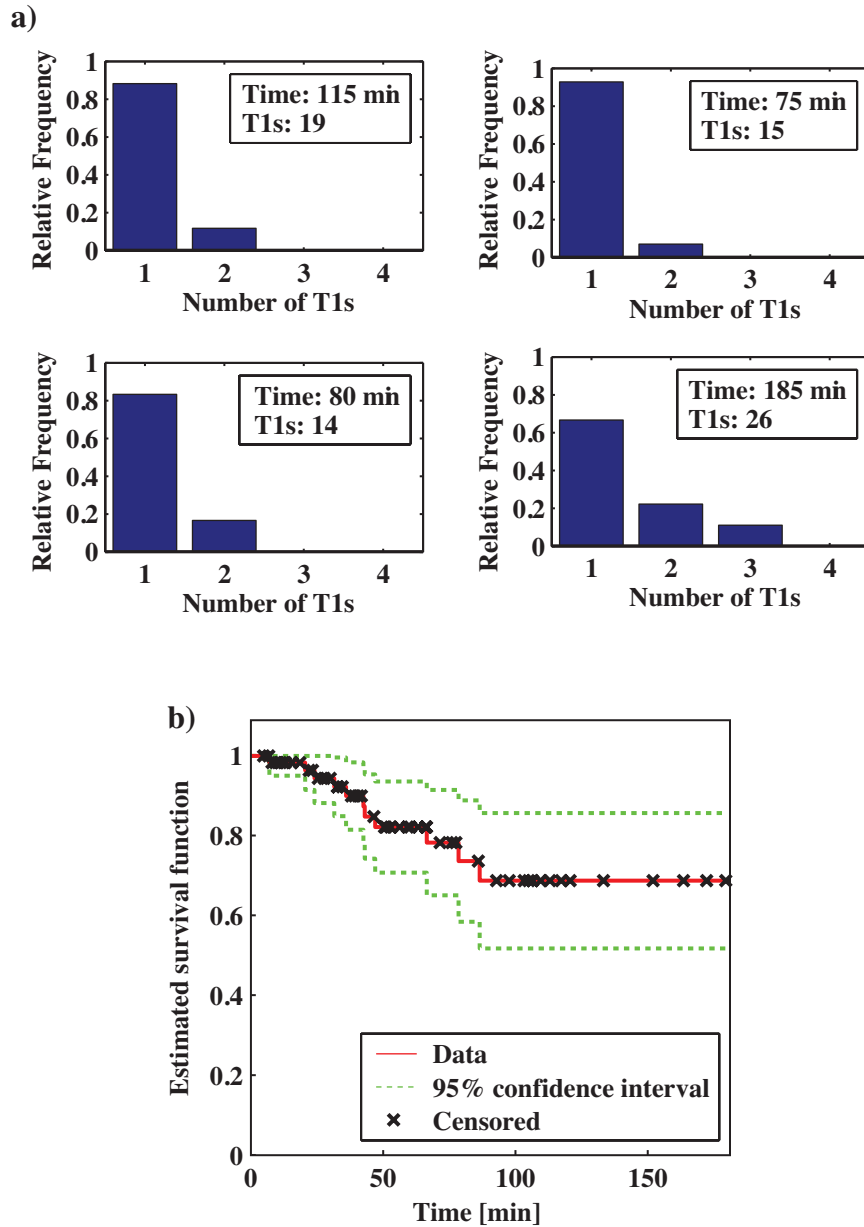 a)
Relative Frequency
1
0.8
0.6
0.4
0.2
0
Time: 115 min
T1s: 19
1 2 3 4
Number of T1s
Relative Frequency
1
0.8
0.6
0.4
0.2
0
Time: 75 min
T1s: 15
1 2 3 4
Number of T1s
Relative Frequency
1
0.8
0.6
0.4
0.2
0
Time: 80 min
T1s: 14
1 2 3 4
Number of T1s
Relative Frequency
1
0.8
0.6
0.4
0.2
0
Time: 185 min
T1s: 26
1 2 3 4
Number of T1s
b)
Estimated survival function
1
0.8
0.6
0.4
0.2
0
Data
95% confidence interval
Censored
0 50 100 150
Time [min]